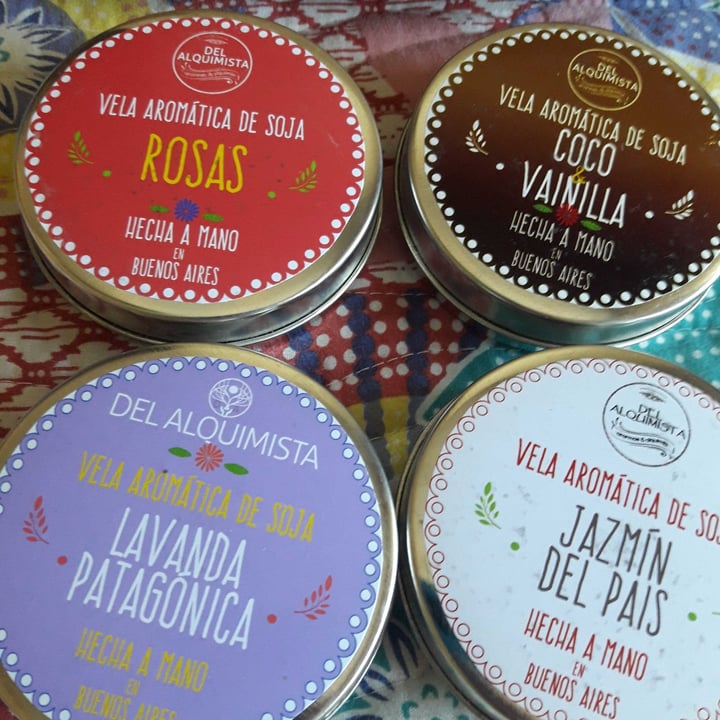 DEL
ALQUIMISTA
VELA AROMÁTICA DE SOJA
ROSAS
HECHA A MANO
EN
BUENOS AIRES
DEL
ALQUIMISTA
VELA AROMÁTICA DE SOJA
COCO
&
VAINILLA
HECHA A MANO
EN
BUENOS AIRES
DEL ALQUIMISTA
VELA AROMÁTICA DE SOJA
LAVANDA
PATAGÓNICA
HECHA A MANO
EN
BUENOS AIRES
DEL
ALQUIMISTA
VELA AROMÁTICA DE SOJ
JAZMÍN
DEL PAIS
HECHA A MANO
EN
BUENOS AIRES